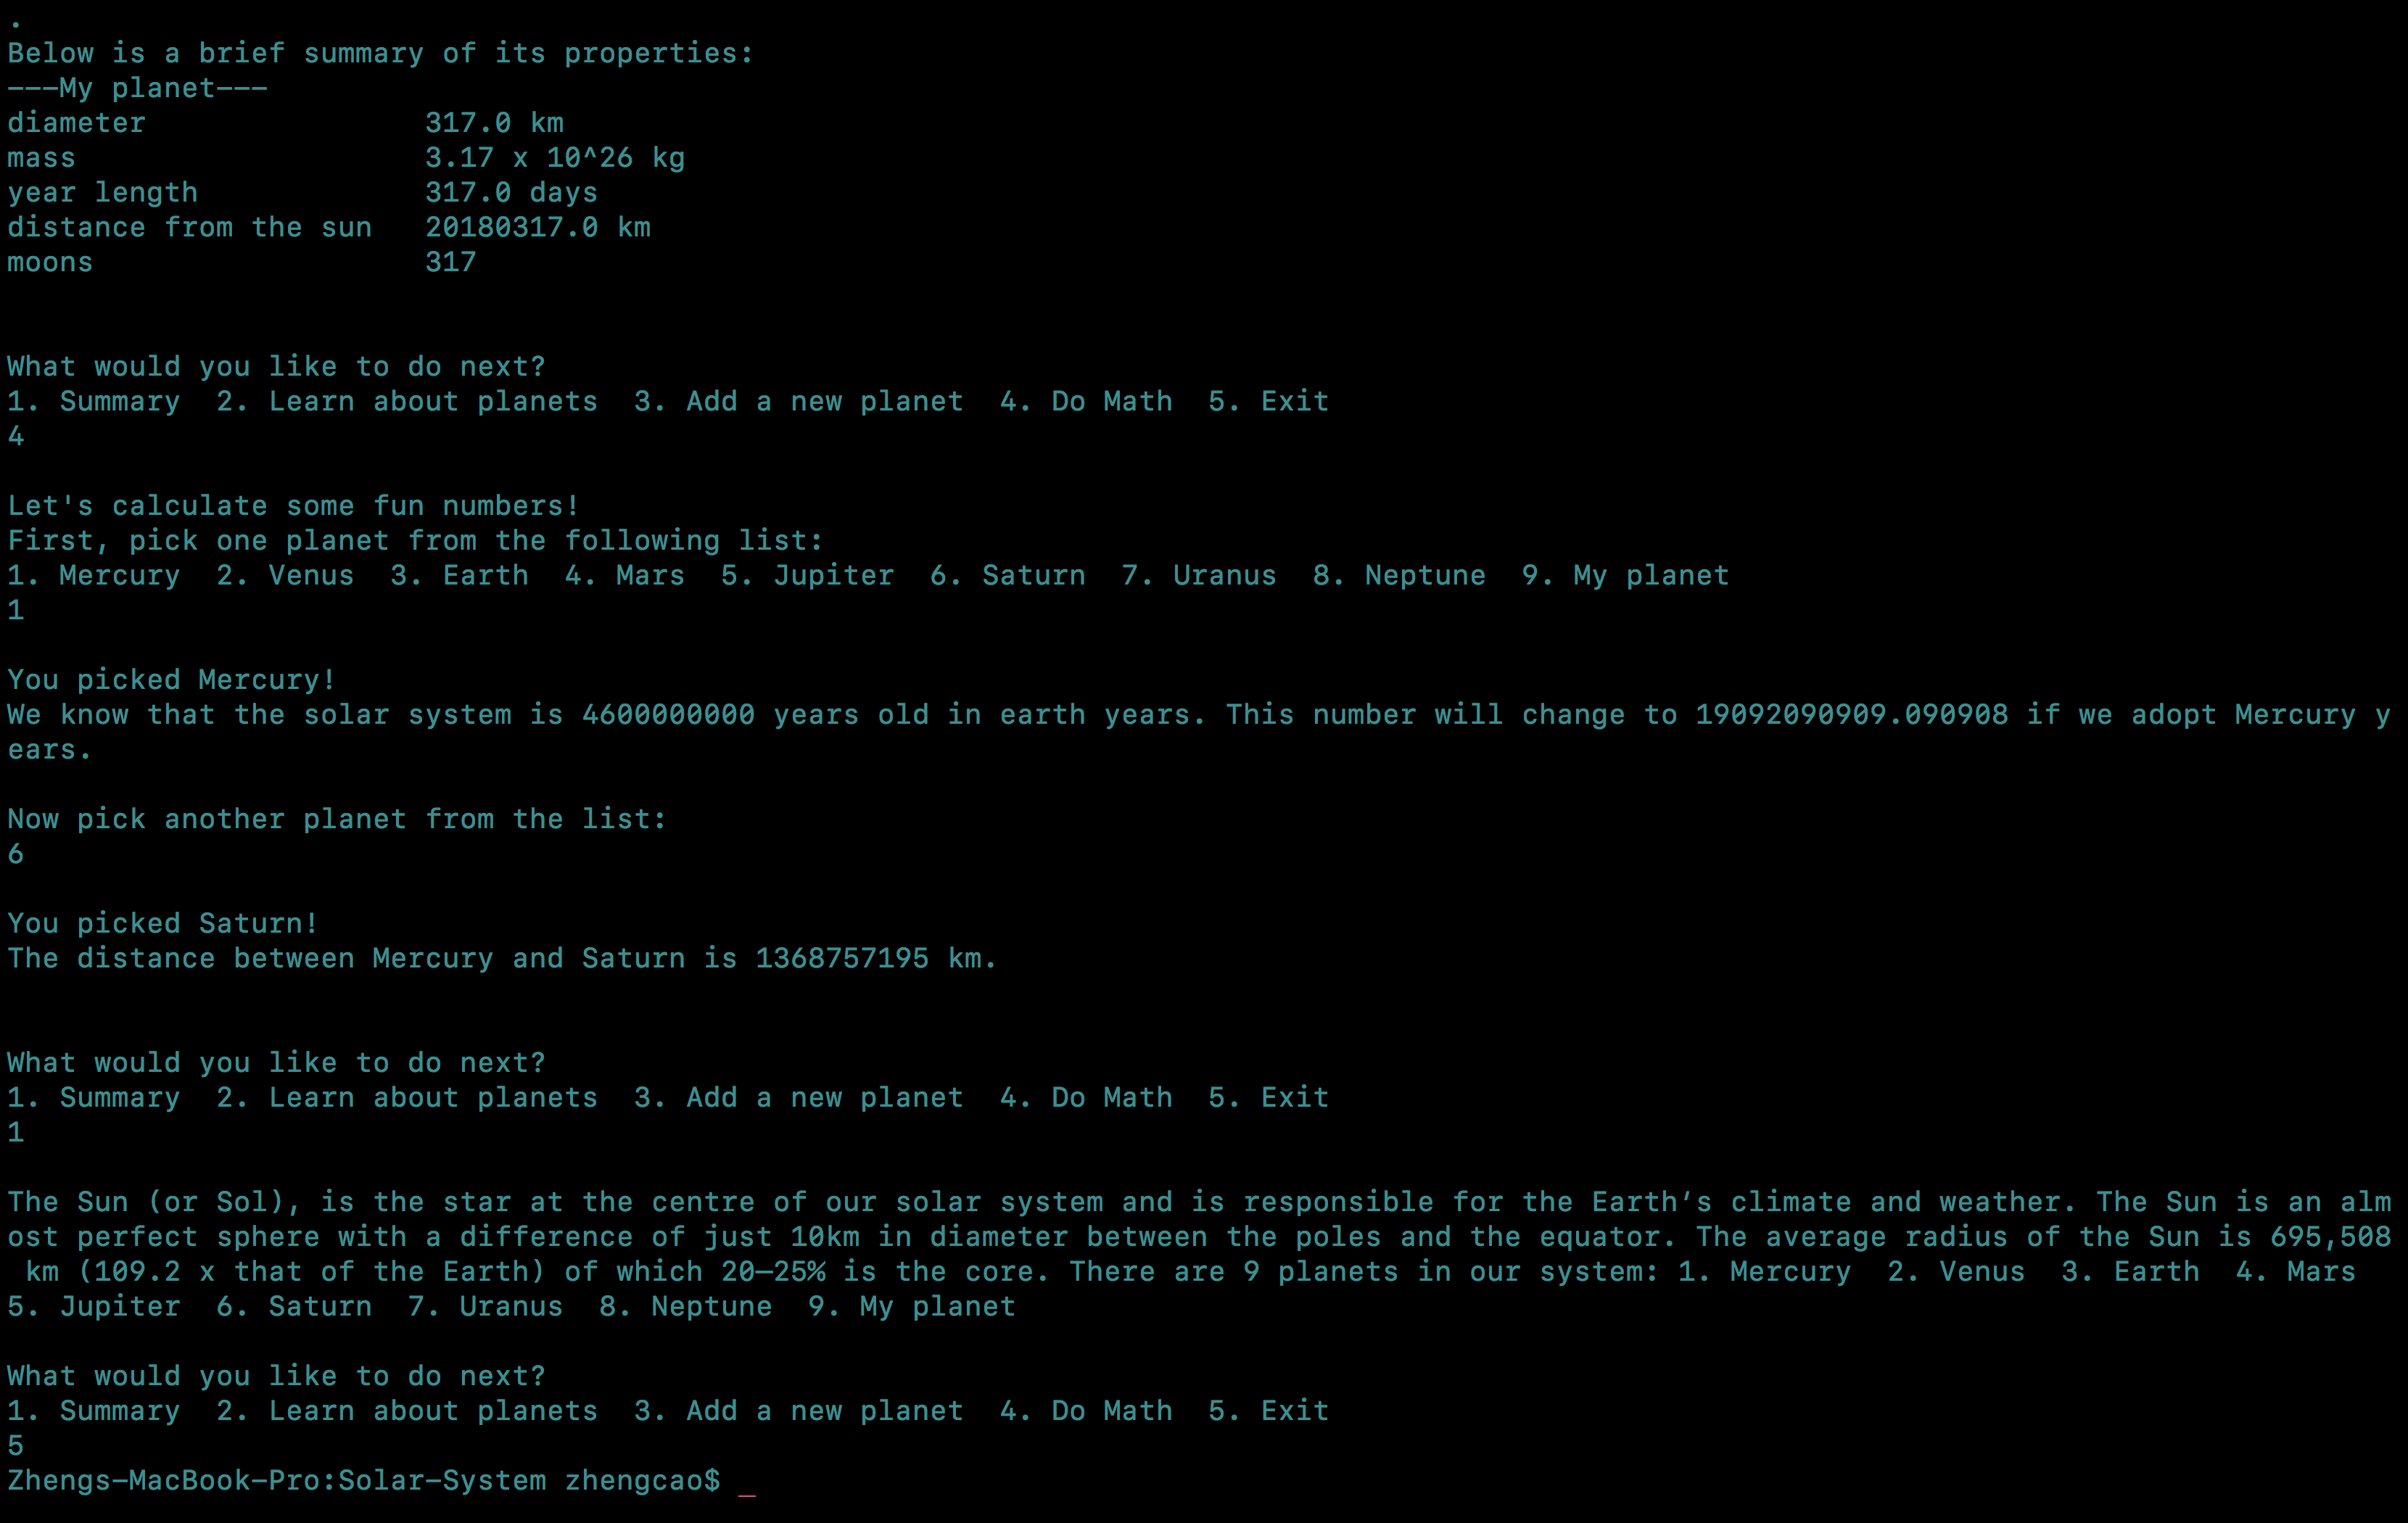 .
Below is a brief summary of its properties:
---My planet---
diameter                317.0 km
mass                    3.17 x 10^26 kg
year length             317.0 days
distance from the sun   20180317.0 km
moons                   317
What would you like to do next?
1. Summary  2. Learn about planets  3. Add a new planet  4. Do Math  5. Exit
4
Let's calculate some fun numbers!
First, pick one planet from the following list:
1. Mercury  2. Venus  3. Earth  4. Mars  5. Jupiter  6. Saturn  7. Uranus  8. Neptune  9. My planet
1
You picked Mercury!
We know that the solar system is 4600000000 years old in earth years. This number will change to 19092090909.090908 if we adopt Mercury y
ears.
Now pick another planet from the list:
6
You picked Saturn!
The distance between Mercury and Saturn is 1368757195 km.
What would you like to do next?
1. Summary  2. Learn about planets  3. Add a new planet  4. Do Math  5. Exit
1
The Sun (or Sol), is the star at the centre of our solar system and is responsible for the Earth’s climate and weather. The Sun is an alm
ost perfect sphere with a difference of just 10km in diameter between the poles and the equator. The average radius of the Sun is 695,508
 km (109.2 x that of the Earth) of which 20–25% is the core. There are 9 planets in our system: 1. Mercury  2. Venus  3. Earth  4. Mars
5. Jupiter  6. Saturn  7. Uranus  8. Neptune  9. My planet
What would you like to do next?
1. Summary  2. Learn about planets  3. Add a new planet  4. Do Math  5. Exit
5
Zhengs-MacBook-Pro:Solar-System zhengcao$ _